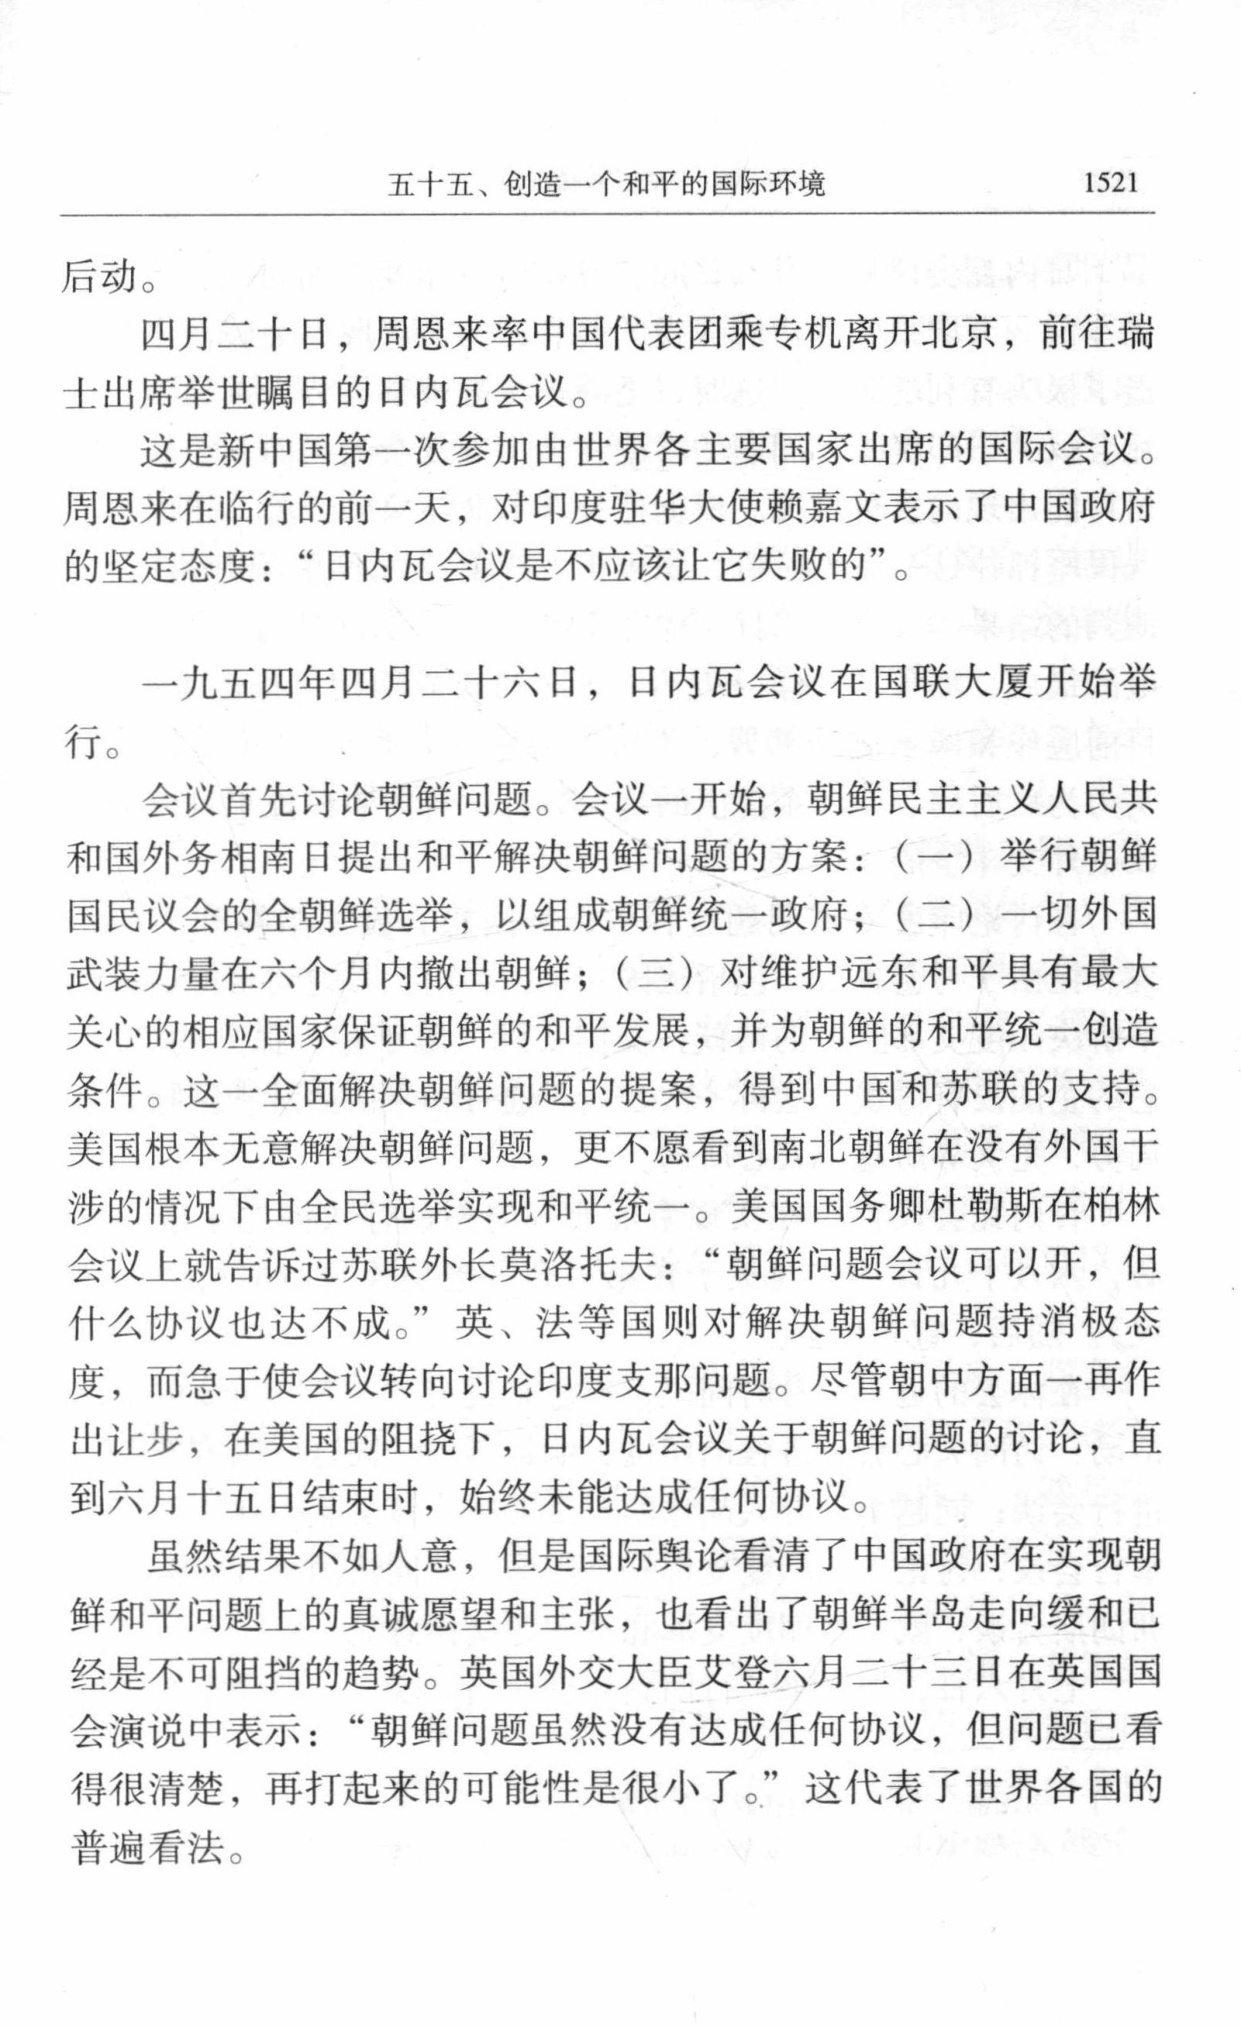 五十五、创造一个和平的国际环境 1521
后动。
四月二十日，周恩来率中国代表团乘专机离开北京，前往瑞
士出席举世瞩目的日内瓦会议。
这是新中国第一次参加由世界各主要国家出席的国际会议。
周恩来在临行的前一天，对印度驻华大使赖嘉文表示了中国政府
的坚定态度：“日内瓦会议是不应该让它失败的”。
一九五四年四月二十六日，日内瓦会议在国联大厦开始举
行。
会议首先讨论朝鲜问题。会议一开始，朝鲜民主主义人民共
和国外务相南日提出和平解决朝鲜问题的方案：（一）举行朝鲜
国民议会的全朝鲜选举，以组成朝鲜统一政府；（二）一切外国
武装力量在六个月内撤出朝鲜；（三）对维护远东和平具有最大
关心的相应国家保证朝鲜的和平发展，并为朝鲜的和平统一创造
条件。这一全面解决朝鲜问题的提案，得到中国和苏联的支持。
美国根本无意解决朝鲜问题，更不愿看到南北朝鲜在没有外国干
涉的情况下由全民选举实现和平统一。美国国务卿杜勒斯在柏林
会议上就告诉过苏联外长莫洛托夫：“朝鲜问题会议可以开，但
什么协议也达不成。”英、法等国则对解决朝鲜问题持消极态
度，而急于使会议转向讨论印度支那问题。尽管朝中方面一再作
出让步，在美国的阻挠下，日内瓦会议关于朝鲜问题的讨论，直
到六月十五日结束时，始终未能达成任何协议。
虽然结果不如人意，但是国际舆论看清了中国政府在实现朝
鲜和平问题上的真诚愿望和主张，也看出了朝鲜半岛走向缓和已
经是不可阻挡的趋势。英国外交大臣艾登六月二十三日在英国国
会演说中表示：“朝鲜问题虽然没有达成任何协议，但问题已看
得很清楚，再打起来的可能性是很小了。”这代表了世界各国的
普遍看法。